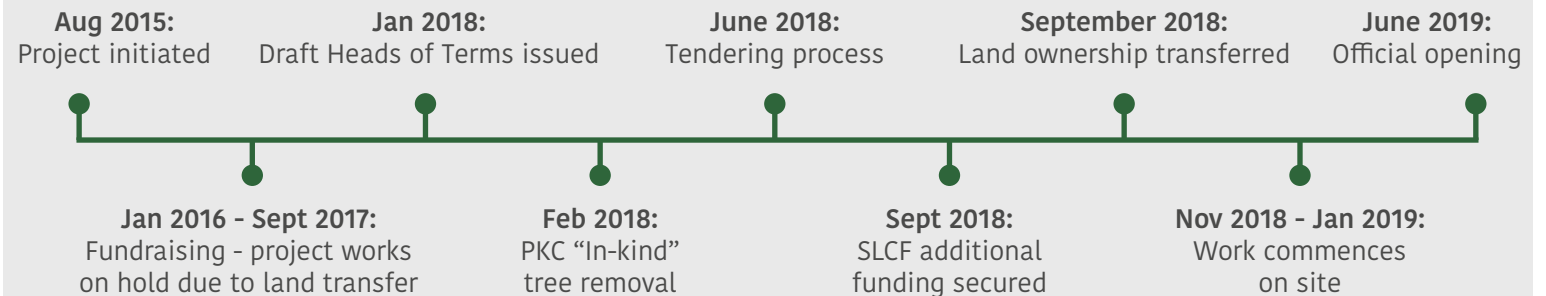 Aug 2015:
Project initiated
Jan 2018:
Draft Heads of Terms issued
June 2018:
Tendering process
September 2018:
Land ownership transferred
June 2019:
Official opening
Jan 2016 - Sept 2017:
Fundraising - project works
on hold due to land transfer
Feb 2018:
PKC “In-kind”
tree removal
Sept 2018:
SLCF additional
funding secured
Nov 2018 - Jan 2019:
Work commences
on site